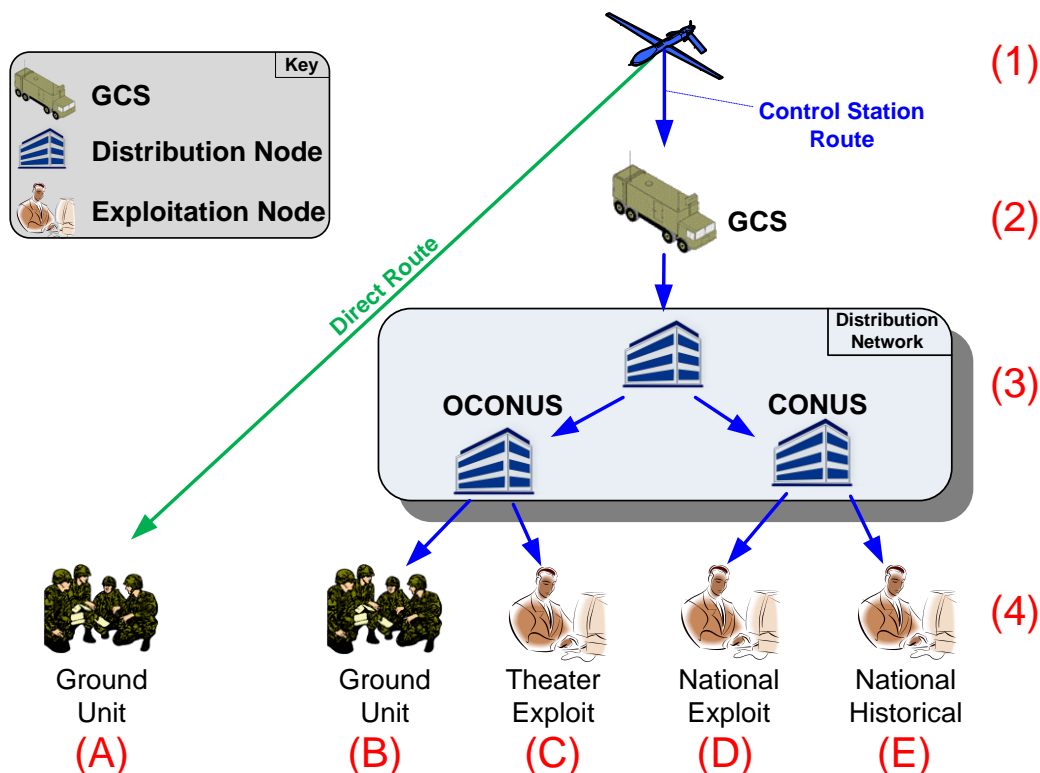 Key
GCS
Distribution Node
Exploitation Node
(1)
Control Station
Route
GCS
(2)
Direct Route
Distribution
Network
(3)
OCONUS
CONUS
(4)
Ground
Unit
(A)
Ground
Unit
(B)
Theater
Exploit
(C)
National
Exploit
(D)
National
Historical
(E)